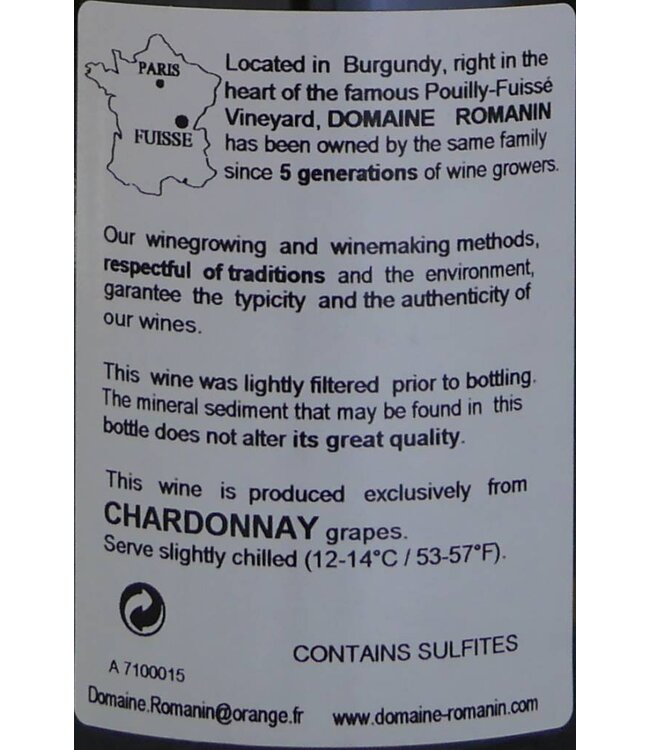 PARIS
FUISSE
Located in Burgundy, right in the
heart of the famous Pouilly-Fuissé
Vineyard, DOMAINE ROMANIN
has been owned by the same family
since 5 generations of wine growers.
Our winegrowing and winemaking methods,
respectful of traditions and the environment,
garantee the typicity and the authenticity of
our wines.
This wine was lightly filtered prior to bottling.
The mineral sediment that may be found in this
bottle does not alter its great quality.
This wine is produced exclusively from
CHARDONNAY grapes.
Serve slightly chilled (12-14°C / 53-57°F).
CONTAINS SULFITES
A 7100015
Domaine.Romanin@orange.fr www.domaine-romanin.com